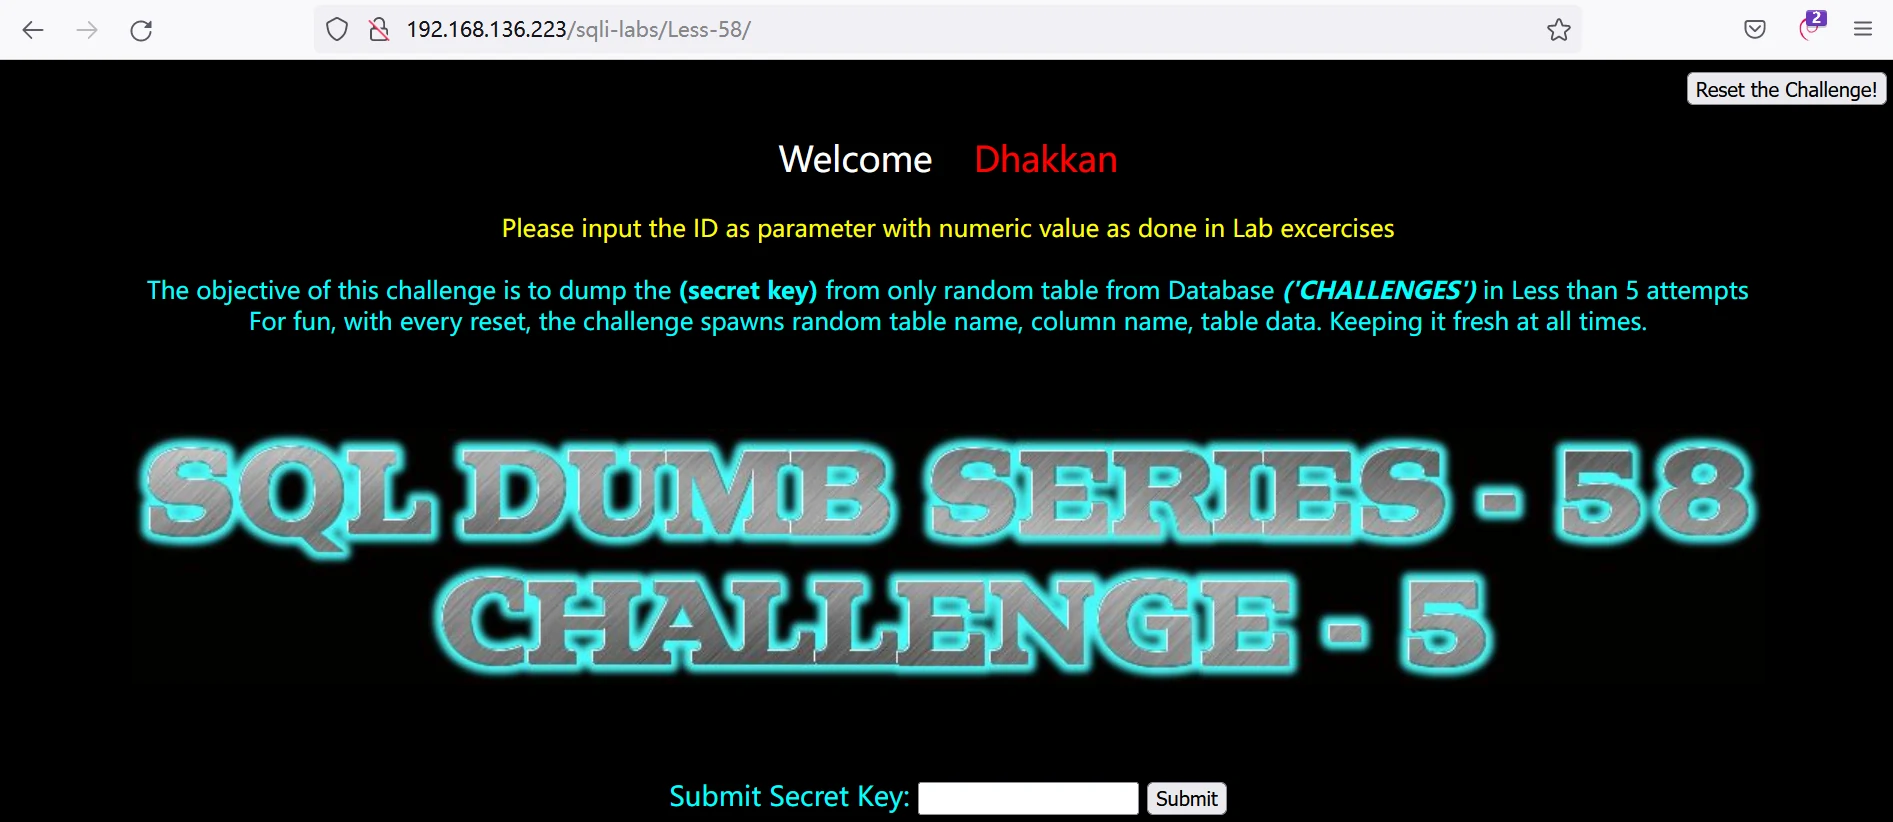 192.168.136.223/sqli-labs/Less-58/
2
Reset the Challenge!
Welcome Dhakkan
Please input the ID as parameter with numeric value as done in Lab excercises
The objective of this challenge is to dump the (secret key) from only random table from Database ('CHALLENGES') in Less than 5 attempts
For fun, with every reset, the challenge spawns random table name, column name, table data. Keeping it fresh at all times.
SQL DUMB SERIES - 58
CHALLENGE - 5
Submit Secret Key: Submit